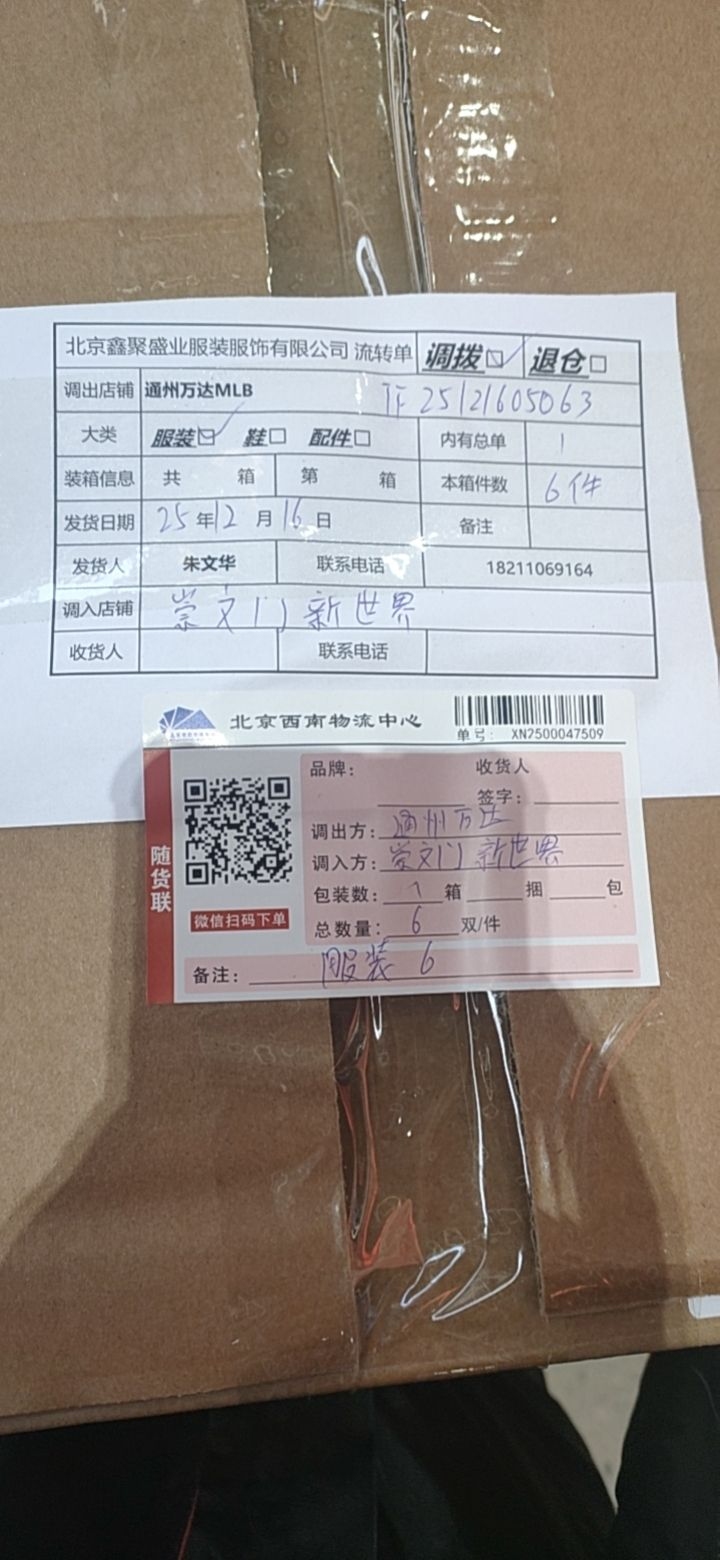 北京鑫聚盛业服装服饰有限公司 流转单 调拨☑ 退仓☐
调出店铺 通州万达MLB TF25121605063
大类 服装☑ 鞋☐ 配件☐ 内有总单 1
装箱信息 共 箱 第 箱 本箱件数 6件
发货日期 25年12月16日 备注
发货人 朱文华 联系电话 18211069164
调入店铺 崇文门新世界
收货人 联系电话
北京西南物流中心
单号: XN2500047509
随货联
微信扫码下单
品牌: 收货人
签字:
调出方: 通州万达
调入方: 崇文门新世界
包装数: 1 箱 捆 包
总数量: 6 双/件
备注: 服装 6